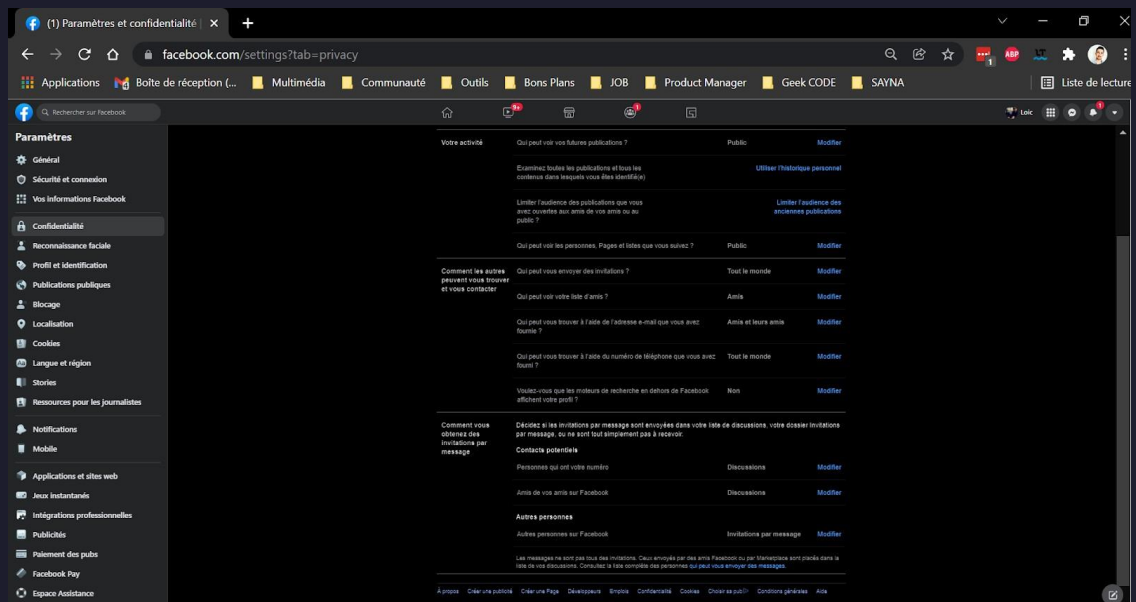 (1) Paramètres et confidentialité |
facebook.com/settings?tab=privacy
ABP
LT
1
Applications
Boîte de réception (...
Multimédia
Communauté
Outils
Bons Plans
JOB
Product Manager
Geek CODE
SAYNA
Liste de lecture
Rechercher sur Facebook
9+
1
Loic
1
Paramètres
Général
Sécurité et connexion
Vos informations Facebook
Confidentialité
Reconnaissance faciale
Profil et identification
Publications publiques
Blocage
Localisation
Cookies
Langue et région
Stories
Ressources pour les journalistes
Notifications
Mobile
Applications et sites web
Jeux instantanés
Intégrations professionnelles
Publicités
Paiement des pubs
Facebook Pay
Espace Assistance
Votre activité
Qui peut voir vos futures publications ? Public Modifier
Examinez toutes les publications et tous les
contenus dans lesquels vous êtes identifié(e)
Utiliser l'historique personnel
Limiter l'audience des publications que vous
avez ouvertes aux amis de vos amis ou au
public ?
Limiter l'audience des
anciennes publications
Qui peut voir les personnes, Pages et listes que vous suivez ? Public Modifier
Comment les autres
peuvent vous trouver
et vous contacter
Qui peut vous envoyer des invitations ? Tout le monde Modifier
Qui peut voir votre liste d'amis ? Amis Modifier
Qui peut vous trouver à l'aide de l'adresse e-mail que vous avez
fournie ?
Amis et leurs amis Modifier
Qui peut vous trouver à l'aide du numéro de téléphone que vous avez
fourni ?
Tout le monde Modifier
Voulez-vous que les moteurs de recherche en dehors de Facebook
affichent votre profil ?
Non Modifier
Comment vous
obtenez des
invitations par
message
Décidez si les invitations par message sont envoyées dans votre liste de discussions, votre dossier Invitations
par message, ou ne sont tout simplement pas à recevoir.
Contacts potentiels
Personnes qui ont votre numéro Discussions Modifier
Amis de vos amis sur Facebook Discussions Modifier
Autres personnes
Autres personnes sur Facebook Invitations par message Modifier
Les messages ne sont pas tous des invitations. Ceux envoyés par des amis Facebook ou par Marketplace sont placés dans la
liste de vos discussions. Consultez la liste complète des personnes qui peut vous envoyer des messages.
À propos Créer une publicité Créer une Page Développeurs Emplois Confidentialité Cookies Choisir sa pub Conditions générales Aide